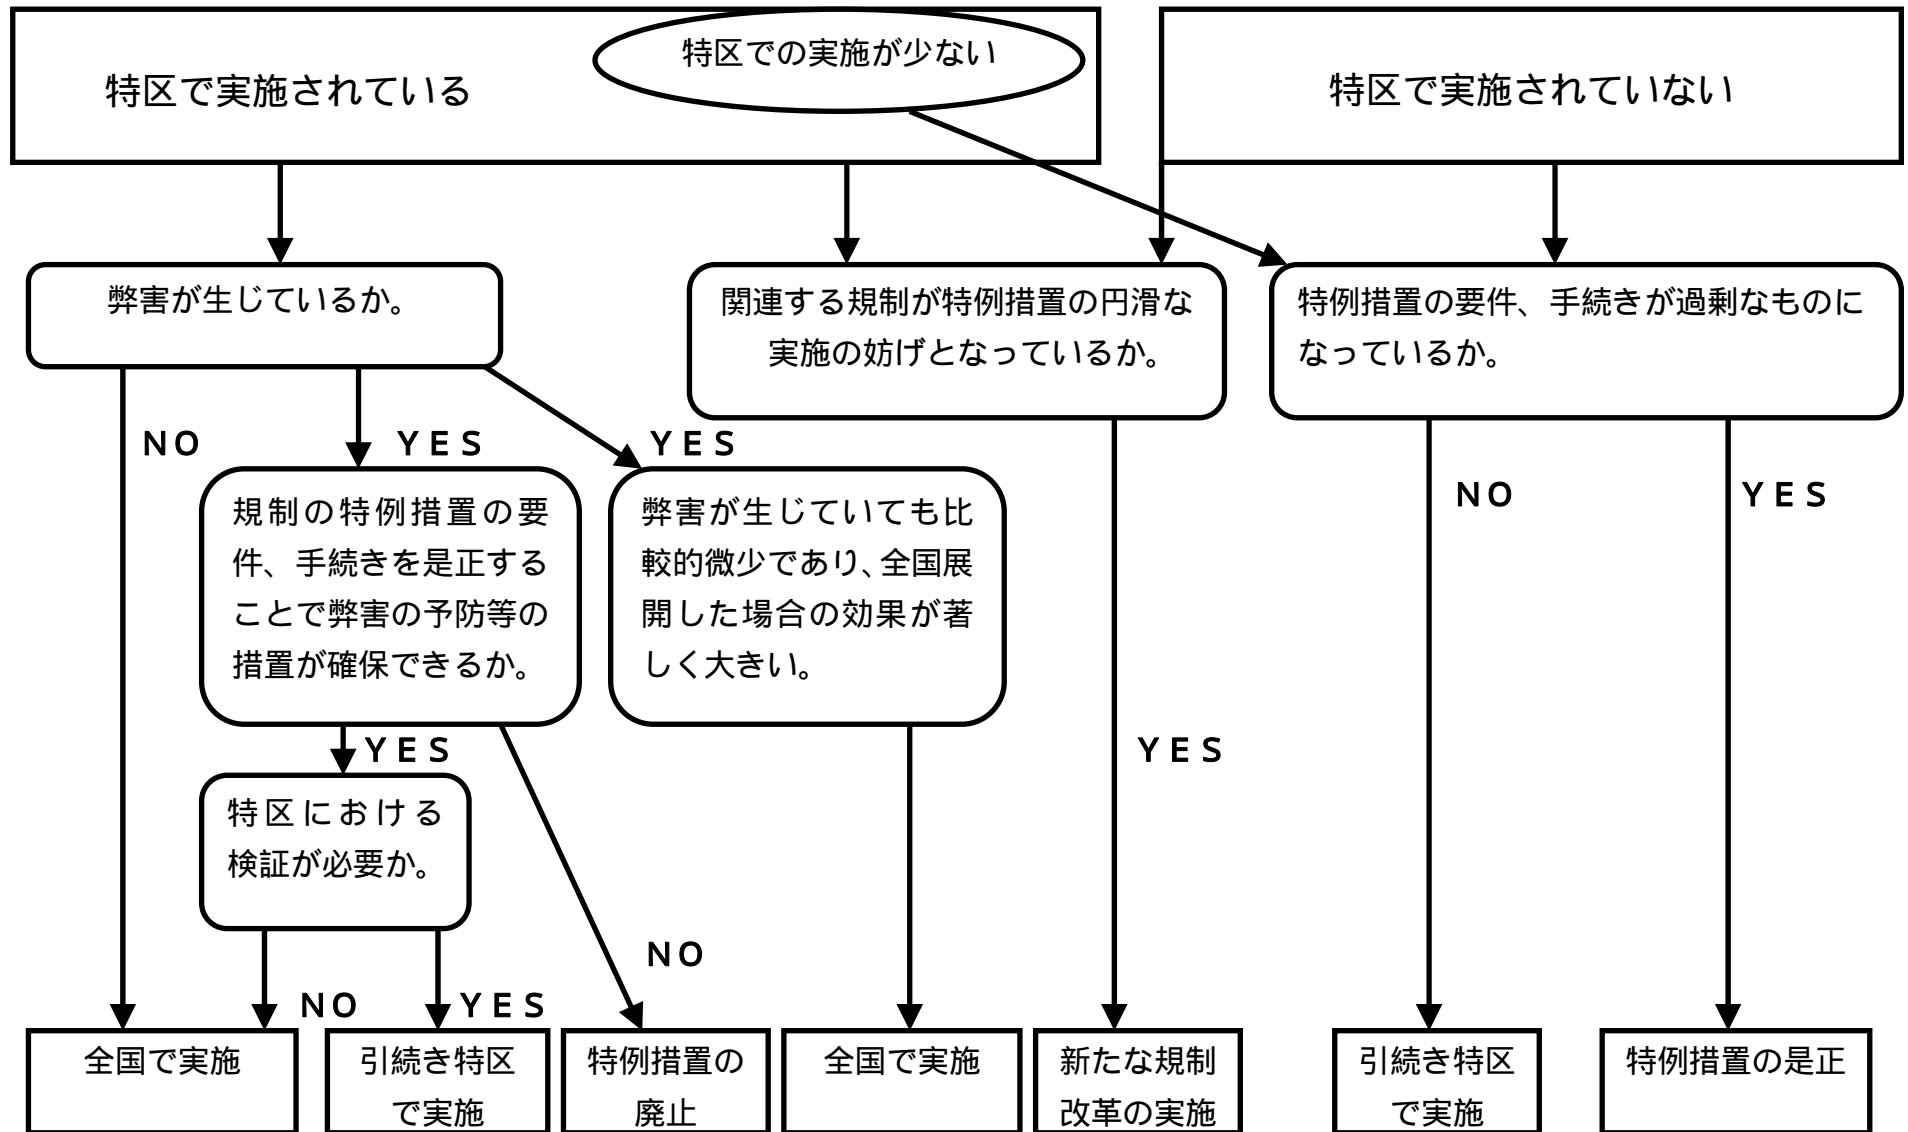 特区での実施が少ない
特区で実施されている
特区で実施されていない
弊害が生じているか。
関連する規制が特例措置の円滑な
実施の妨げとなっているか。
特例措置の要件、手続きが過剰なものに
なっているか。
NO
YES
YES
規制の特例措置の要
件、手続きを是正する
ことで弊害の予防等の
措置が確保できるか。
弊害が生じていても比
較的微少であり、全国展
開した場合の効果が著
しく大きい。
NO
YES
YES
YES
特区における
検証が必要か。
NO
NO
YES
全国で実施
引続き特区
で実施
特例措置の
廃止
全国で実施
新たな規制
改革の実施
引続き特区
で実施
特例措置の是正